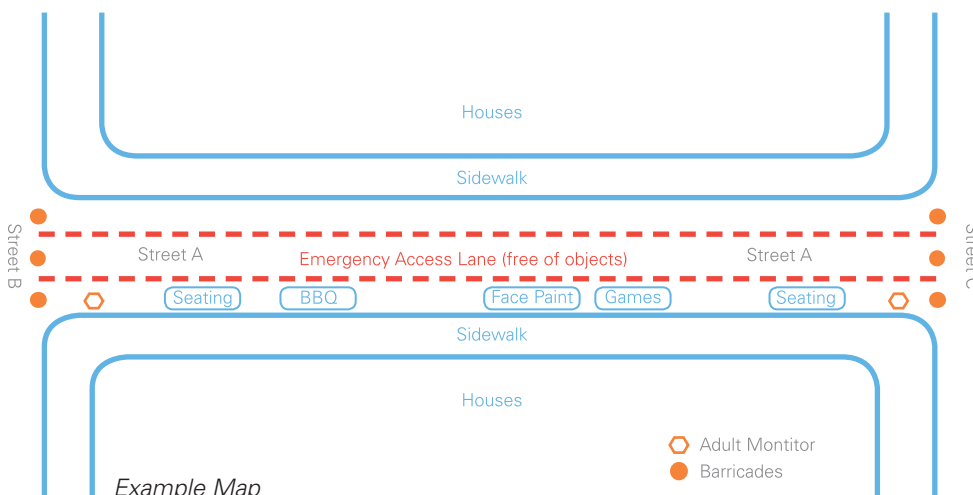 Houses
Sidewalk
Street B
Street C
Street A
Emergency Access Lane (free of objects)
Street A
Seating
BBQ
Face Paint
Games
Seating
Sidewalk
Houses
Adult Montitor
Barricades
Example Map